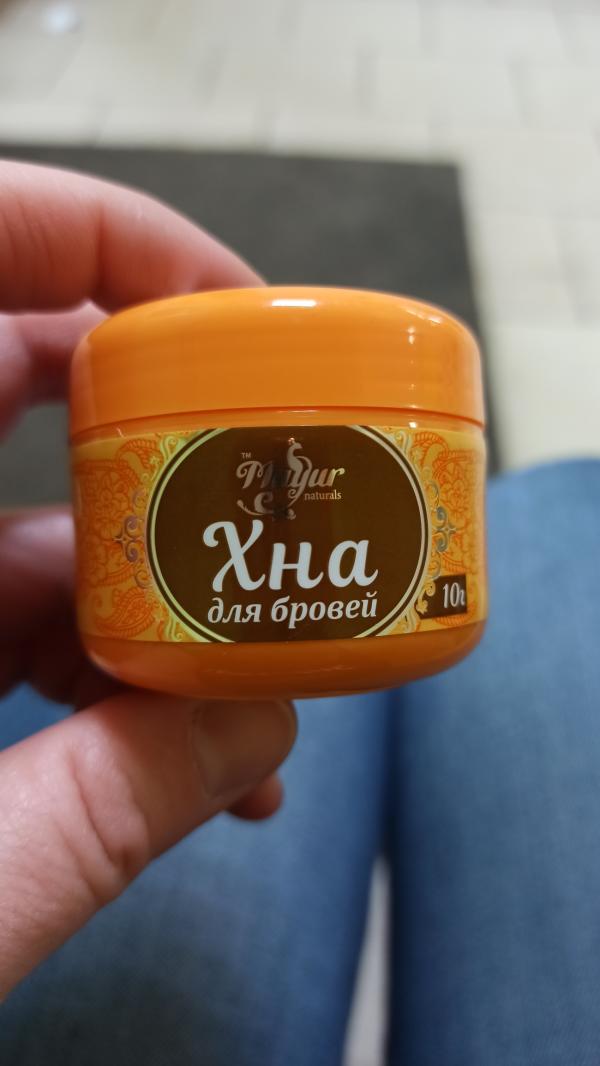 TM
Mayur
naturals
Хна
для бровей
10г